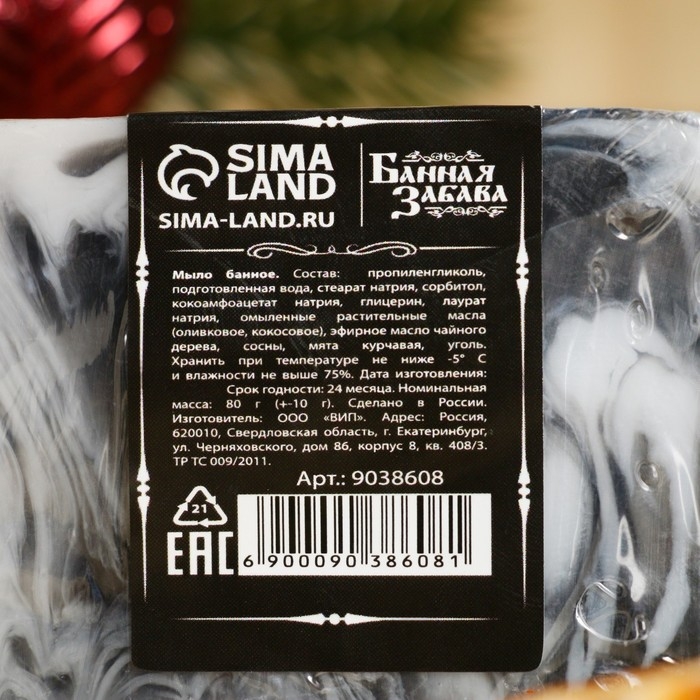 SIMA
LAND
SIMA-LAND.RU
БАННАЯ
ЗАБАВА
Мыло банное. Состав: пропиленгликоль,
подготовленная вода, стеарат натрия, сорбитол,
кокоамфоацетат натрия, глицерин, лаурат
натрия, омыленные растительные масла
(оливковое, кокосовое), эфирное масло чайного
дерева, сосны, мята курчавая, уголь.
Хранить при температуре не ниже -5° С
и влажности не выше 75%. Дата изготовления:
Срок годности: 24 месяца. Номинальная
масса: 80 г (+-10 г). Сделано в России.
Изготовитель: ООО «ВИП». Адрес: Россия,
620010, Свердловская область, г. Екатеринбург,
ул. Черняховского, дом 86, корпус 8, кв. 408/3.
ТР ТС 009/2011.
Арт.: 9038608
21
EAC
6 900090 386081